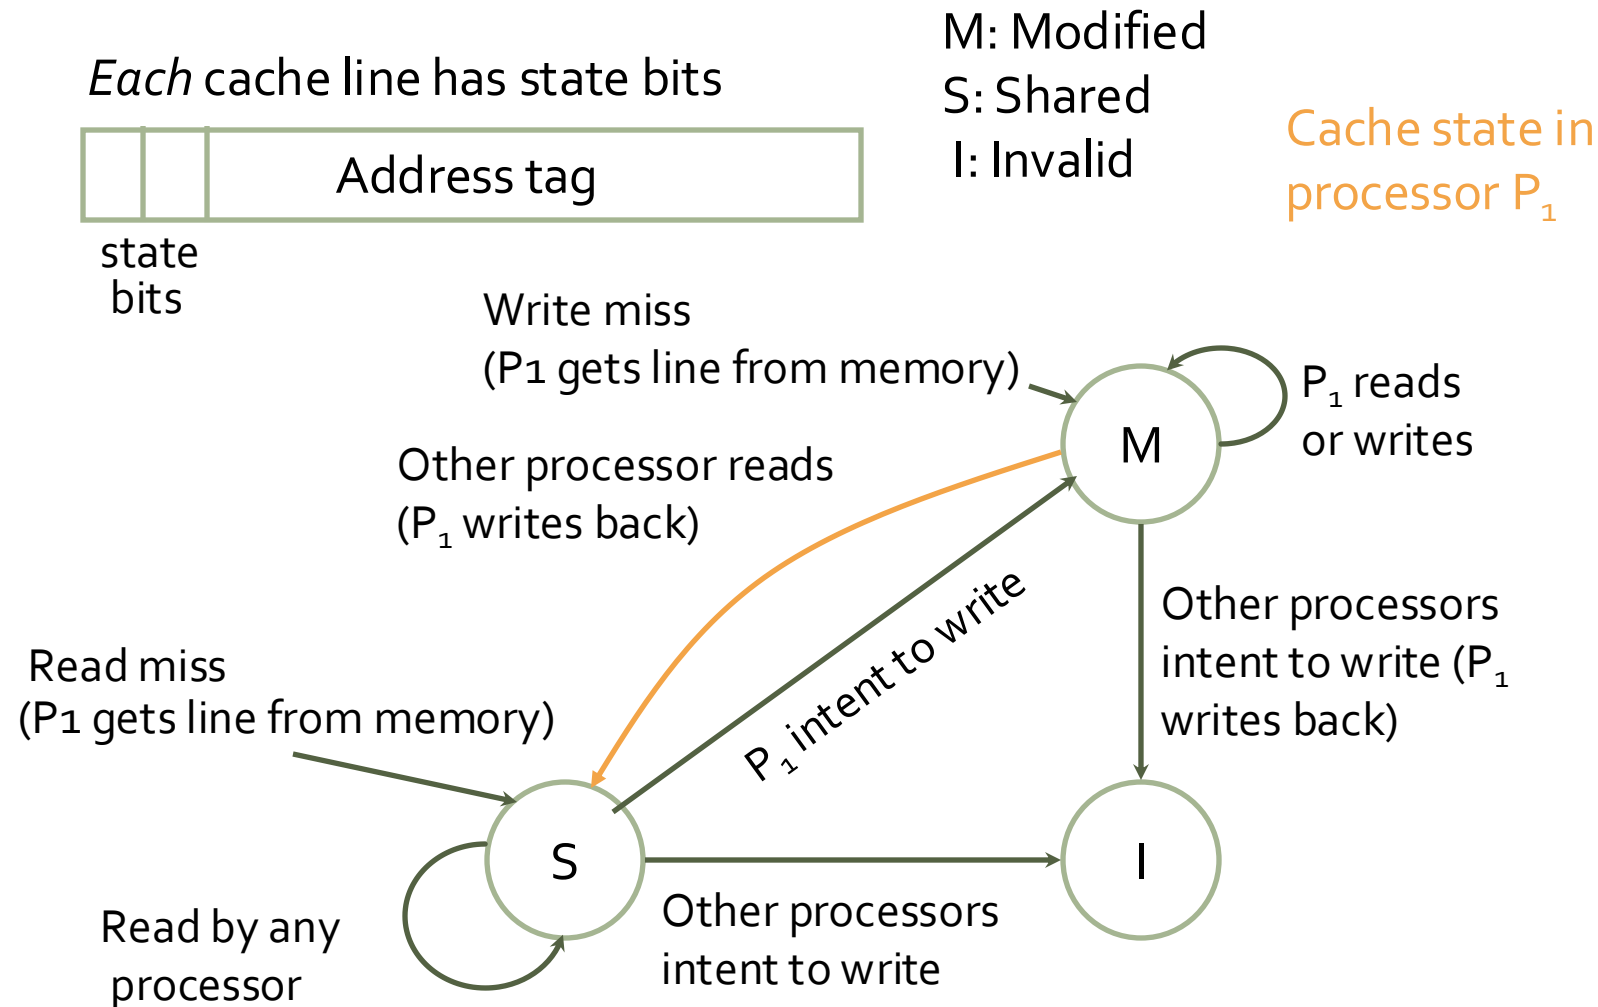 Each cache line has state bits
Address tag
state
bits
M: Modified
S: Shared
I: Invalid
Cache state in
processor P₁
Write miss
(P1 gets line from memory)
P₁ reads
or writes
M
Other processor reads
(P₁ writes back)
P₁ intent to write
Other processors
intent to write (P₁
writes back)
Read miss
(P1 gets line from memory)
S
I
Read by any
processor
Other processors
intent to write